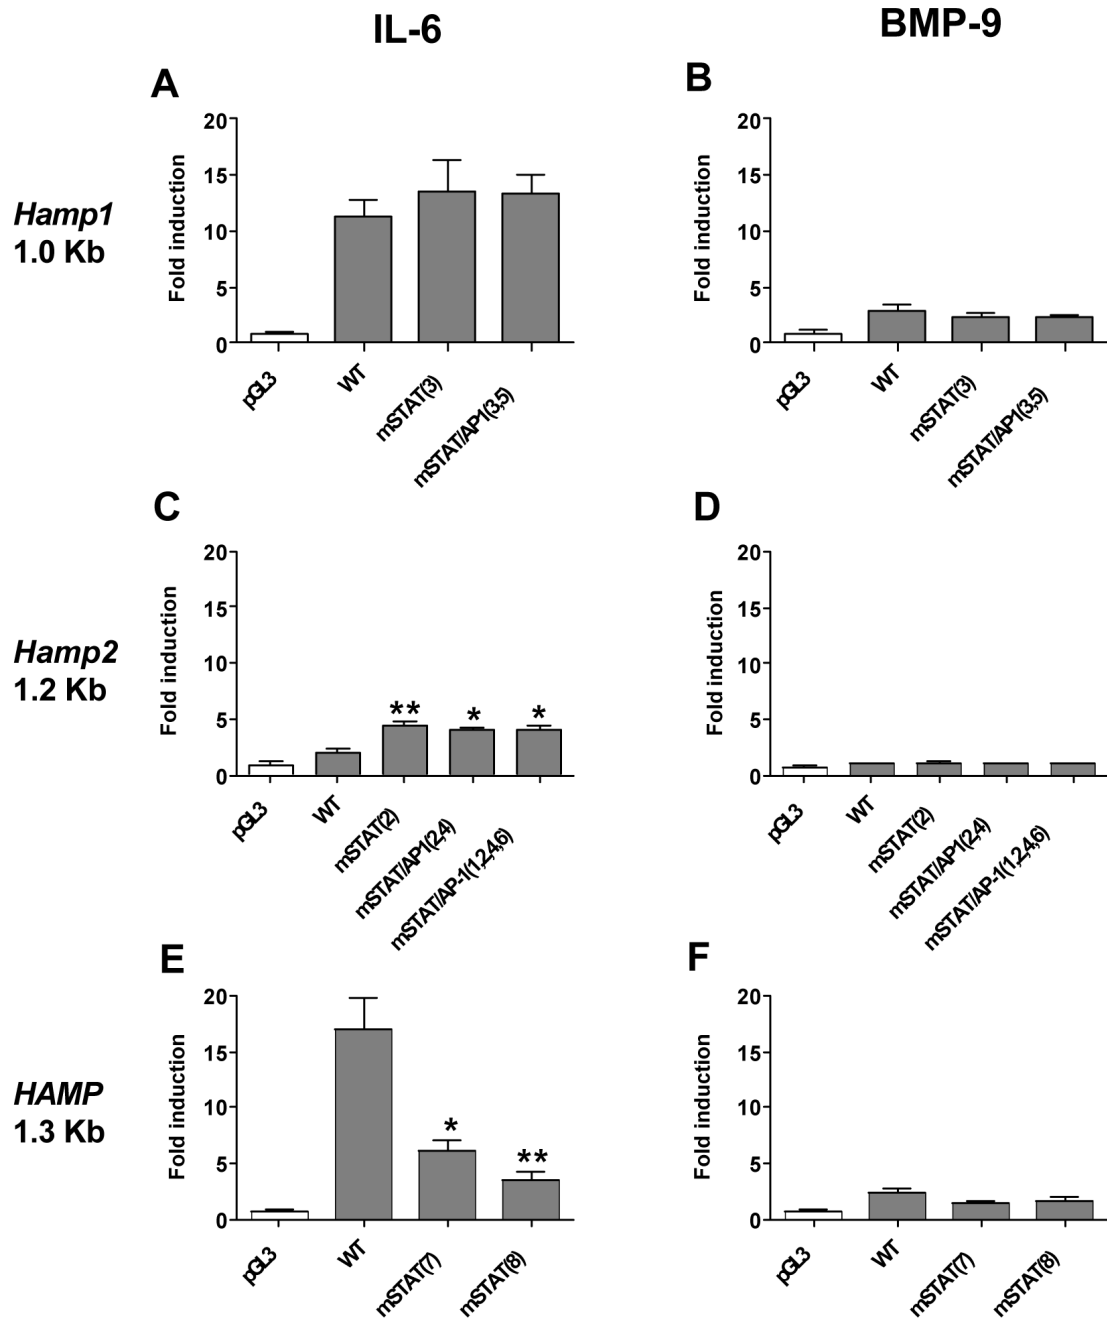 IL-6
BMP-9
Hamp1
1.0 Kb
A
Fold induction
20
15
10
5
0
pGL3
WT
mSTAT(3)
mSTAT/AP1(3,5)
B
Fold induction
20
15
10
5
0
pGL3
WT
mSTAT(3)
mSTAT/AP1(3,5)
Hamp2
1.2 Kb
C
Fold induction
20
15
10
5
0
**
*
*
pGL3
WT
mSTAT(2)
mSTAT/AP1(2,4)
mSTAT/AP-1(1,2,4,6)
D
Fold induction
20
15
10
5
0
pGL3
WT
mSTAT(2)
mSTAT/AP1(2,4)
mSTAT/AP-1(1,2,4,6)
HAMP
1.3 Kb
E
Fold induction
20
15
10
5
0
*
**
pGL3
WT
mSTAT(7)
mSTAT(8)
F
Fold induction
20
15
10
5
0
pGL3
WT
mSTAT(7)
mSTAT(8)